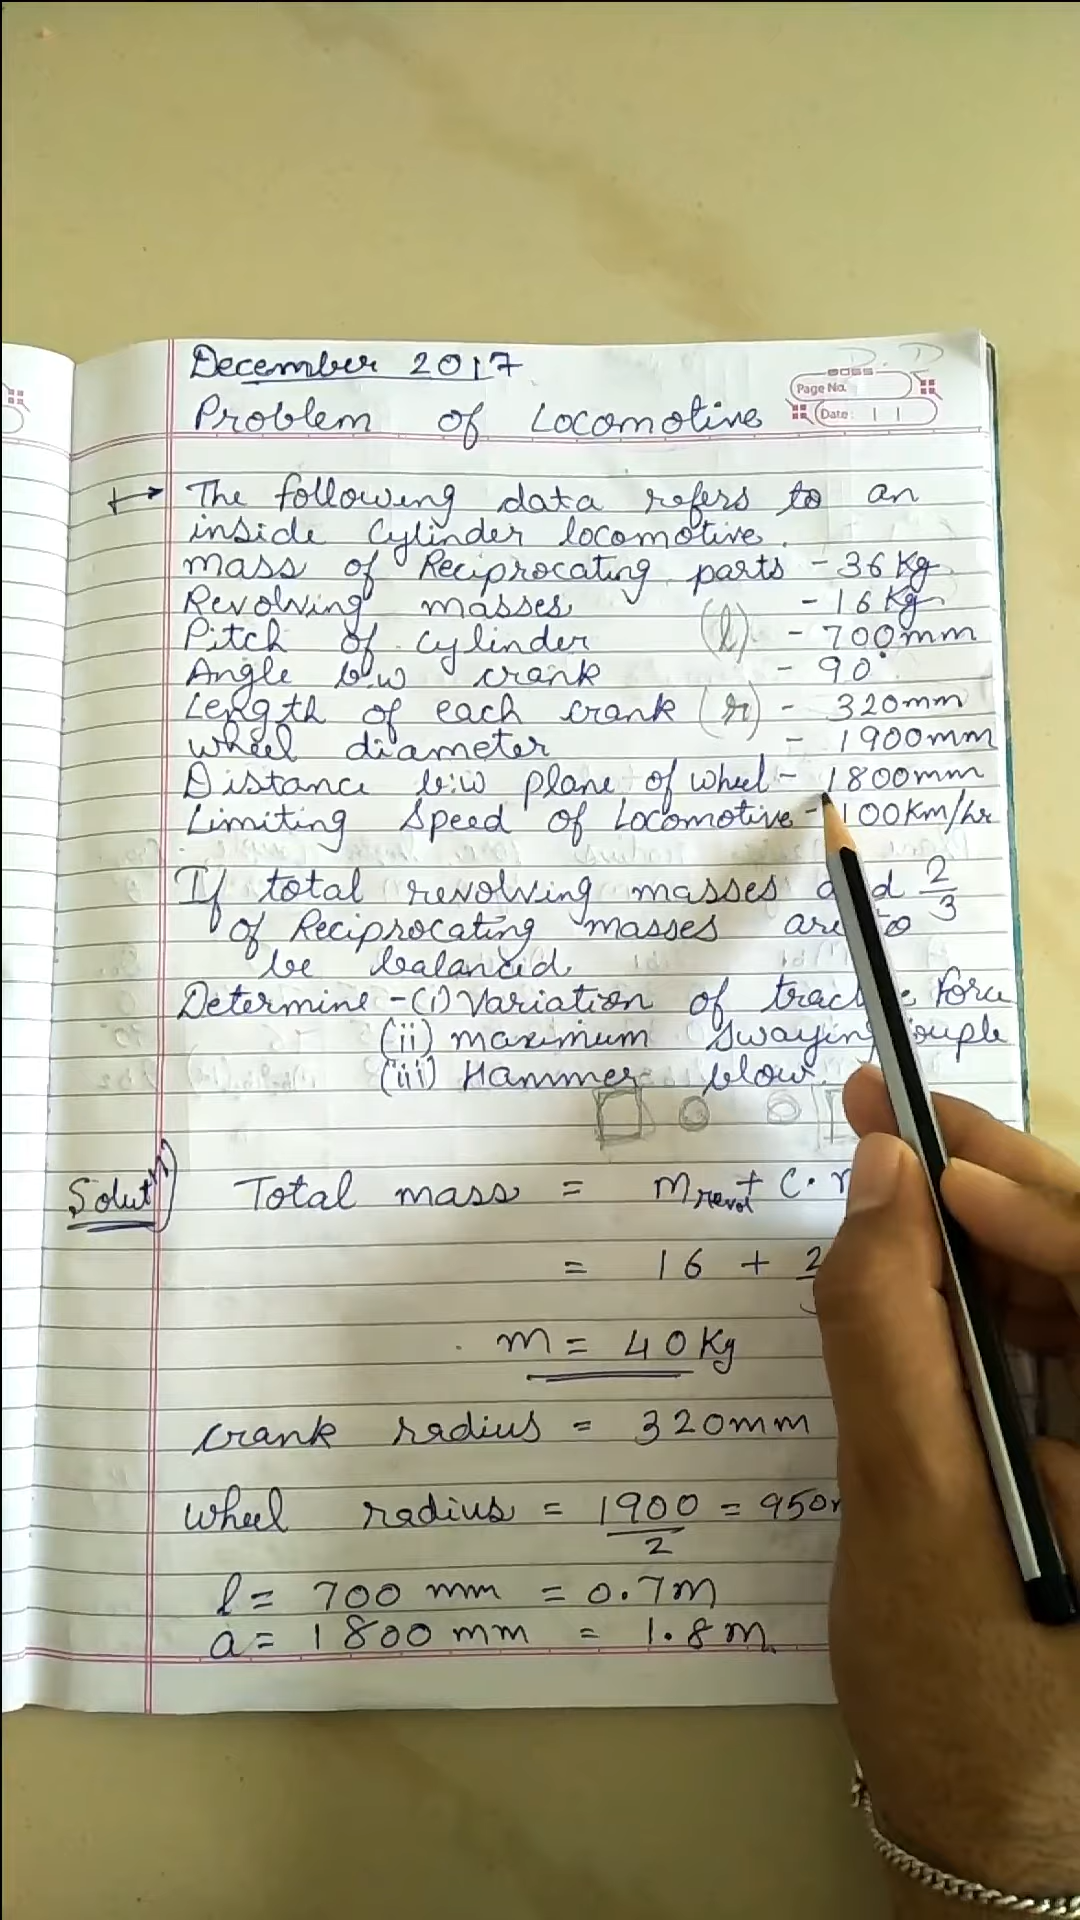 December 2017
BOSS
Page No.
Date: | |
Problem of Locomotive
The following data refers to an
inside cylinder locomotive.
mass of Reciprocating parts - 36 Kg
Revolving masses - 16 Kg
Pitch of cylinder (l) - 700mm
Angle b/w crank - 90°
Length of each crank (r) - 320mm
wheel diameter - 1900mm
Distance b/w plane of wheel - 1800mm
Limiting Speed of Locomotive - 100Km/hr
If total revolving masses and 2/3
of Reciprocating masses are to
be balanced
Determine - (i) Variation of force
(ii) maximum swaying
(iii) Hammer blow.
Solutⁿ) Total mass = m revol + C.
= 16 + 2
m = 40 Kg
crank radius = 320mm
wheel radius = 1900/2 = 950
l = 700 mm = 0.7m
a = 1800 mm = 1.8 m.